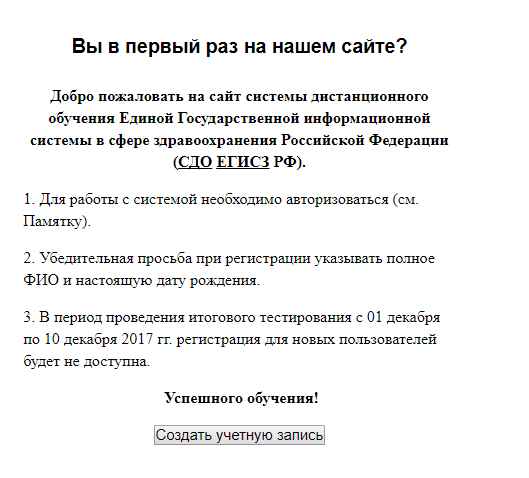 Вы в первый раз на нашем сайте?
Добро пожаловать на сайт системы дистанционного
обучения Единой Государственной информационной
системы в сфере здравоохранения Российской Федерации
(СДО ЕГИСЗ РФ).
1. Для работы с системой необходимо авторизоваться (см.
Памятку).
2. Убедительная просьба при регистрации указывать полное
ФИО и настоящую дату рождения.
3. В период проведения итогового тестирования с 01 декабря
по 10 декабря 2017 гг. регистрация для новых пользователей
будет не доступна.
Успешного обучения!
Создать учетную запись